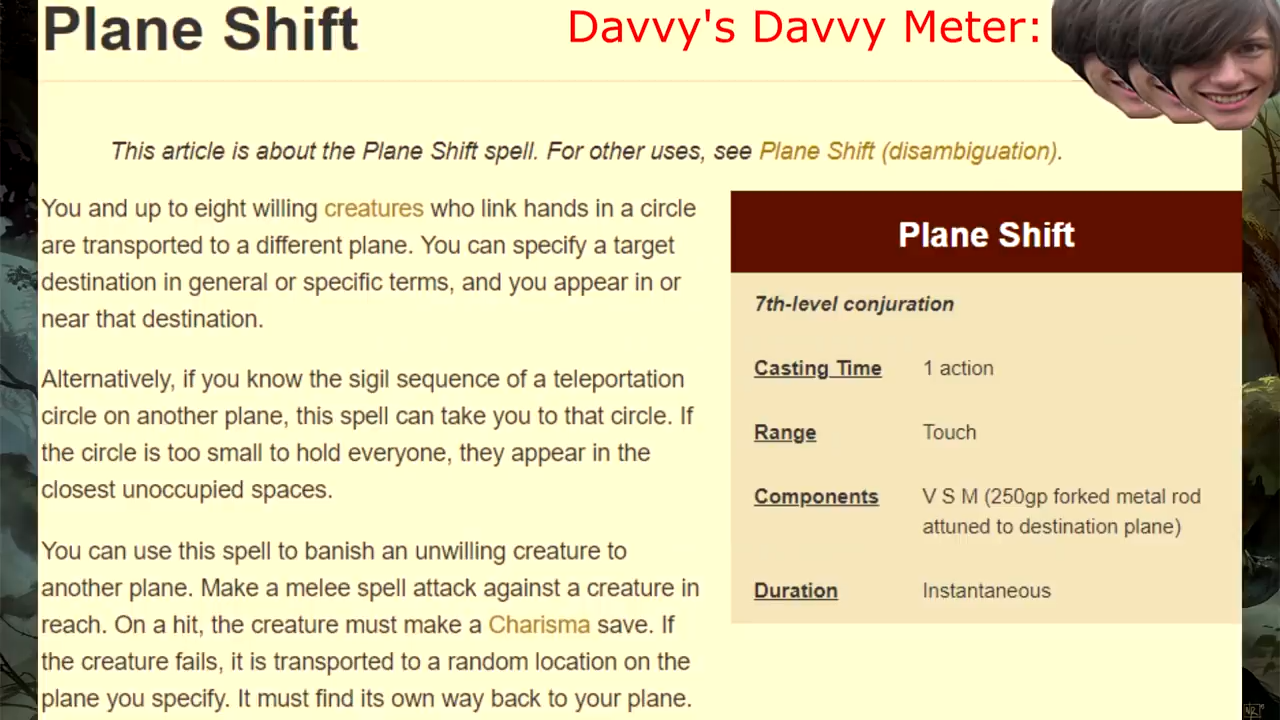 Plane Shift
Davvy's Davvy Meter:
This article is about the Plane Shift spell. For other uses, see Plane Shift (disambiguation).
You and up to eight willing creatures who link hands in a circle
are transported to a different plane. You can specify a target
destination in general or specific terms, and you appear in or
near that destination.
Alternatively, if you know the sigil sequence of a teleportation
circle on another plane, this spell can take you to that circle. If
the circle is too small to hold everyone, they appear in the
closest unoccupied spaces.
You can use this spell to banish an unwilling creature to
another plane. Make a melee spell attack against a creature in
reach. On a hit, the creature must make a Charisma save. If
the creature fails, it is transported to a random location on the
plane you specify. It must find its own way back to your plane.
Plane Shift
7th-level conjuration
Casting Time 1 action
Range Touch
Components V S M (250gp forked metal rod
attuned to destination plane)
Duration Instantaneous